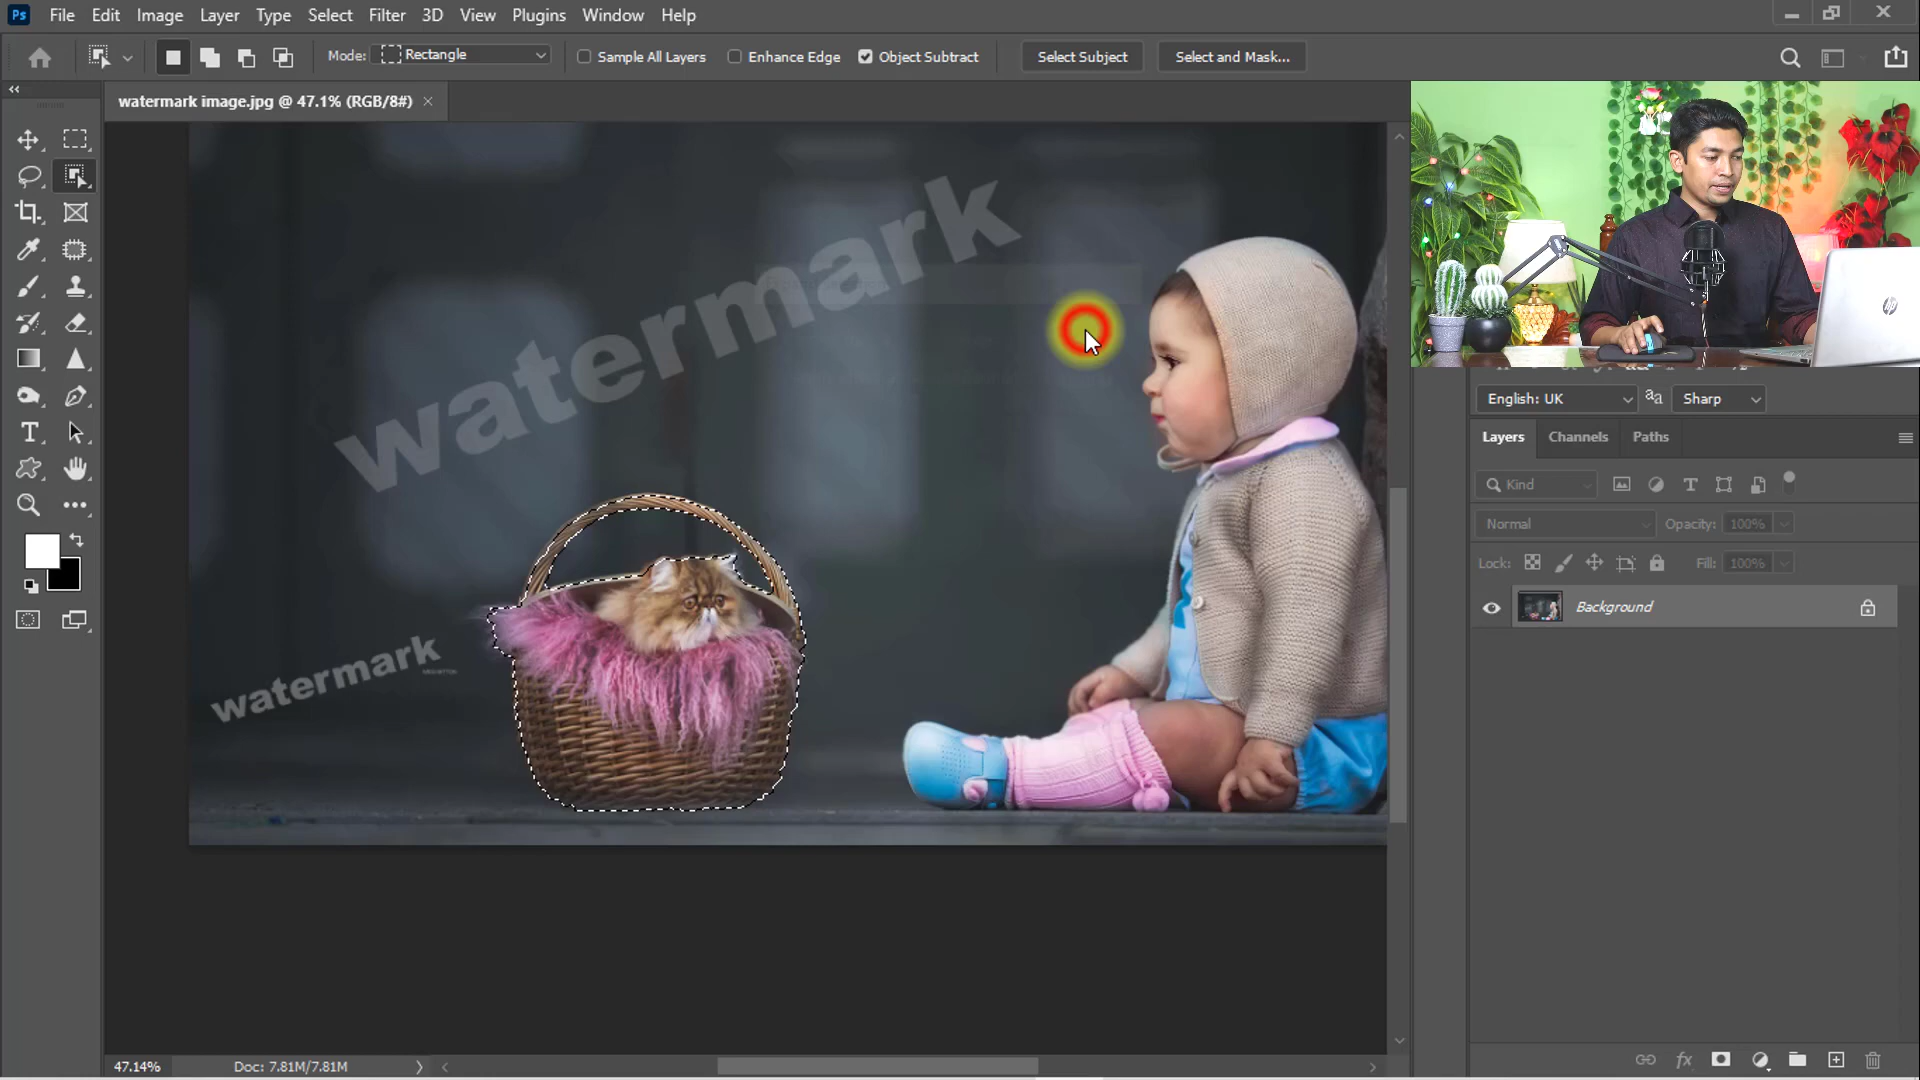 Ps File Edit Image Layer Type Select Filter 3D View Plugins Window Help
Mode: Rectangle Sample All Layers Enhance Edge Object Subtract Select Subject Select and Mask...
watermark image.jpg @ 47.1% (RGB/8#)
watermark
watermark
hp
English: UK aa Sharp
Layers Channels Paths
Kind
Normal Opacity: 100%
Lock: Fill: 100%
Background
fx
47.14% Doc: 7.81M/7.81M